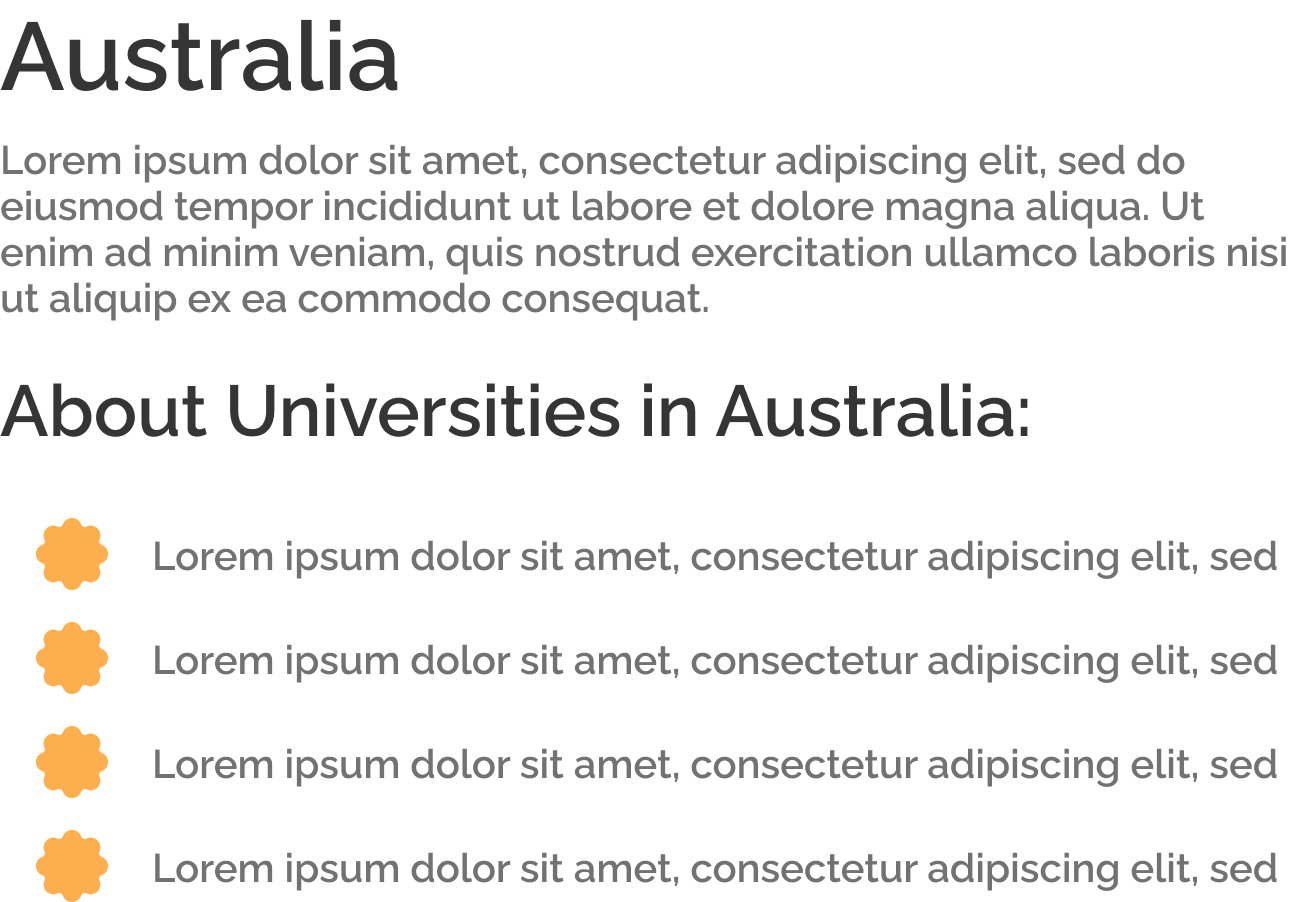 Australia
Lorem ipsum dolor sit amet, consectetur adipiscing elit, sed do
eiusmod tempor incididunt ut labore et dolore magna aliqua. Ut
enim ad minim veniam, quis nostrud exercitation ullamco laboris nisi
ut aliquip ex ea commodo consequat.
About Universities in Australia:
Lorem ipsum dolor sit amet, consectetur adipiscing elit, sed
Lorem ipsum dolor sit amet, consectetur adipiscing elit, sed
Lorem ipsum dolor sit amet, consectetur adipiscing elit, sed
Lorem ipsum dolor sit amet, consectetur adipiscing elit, sed